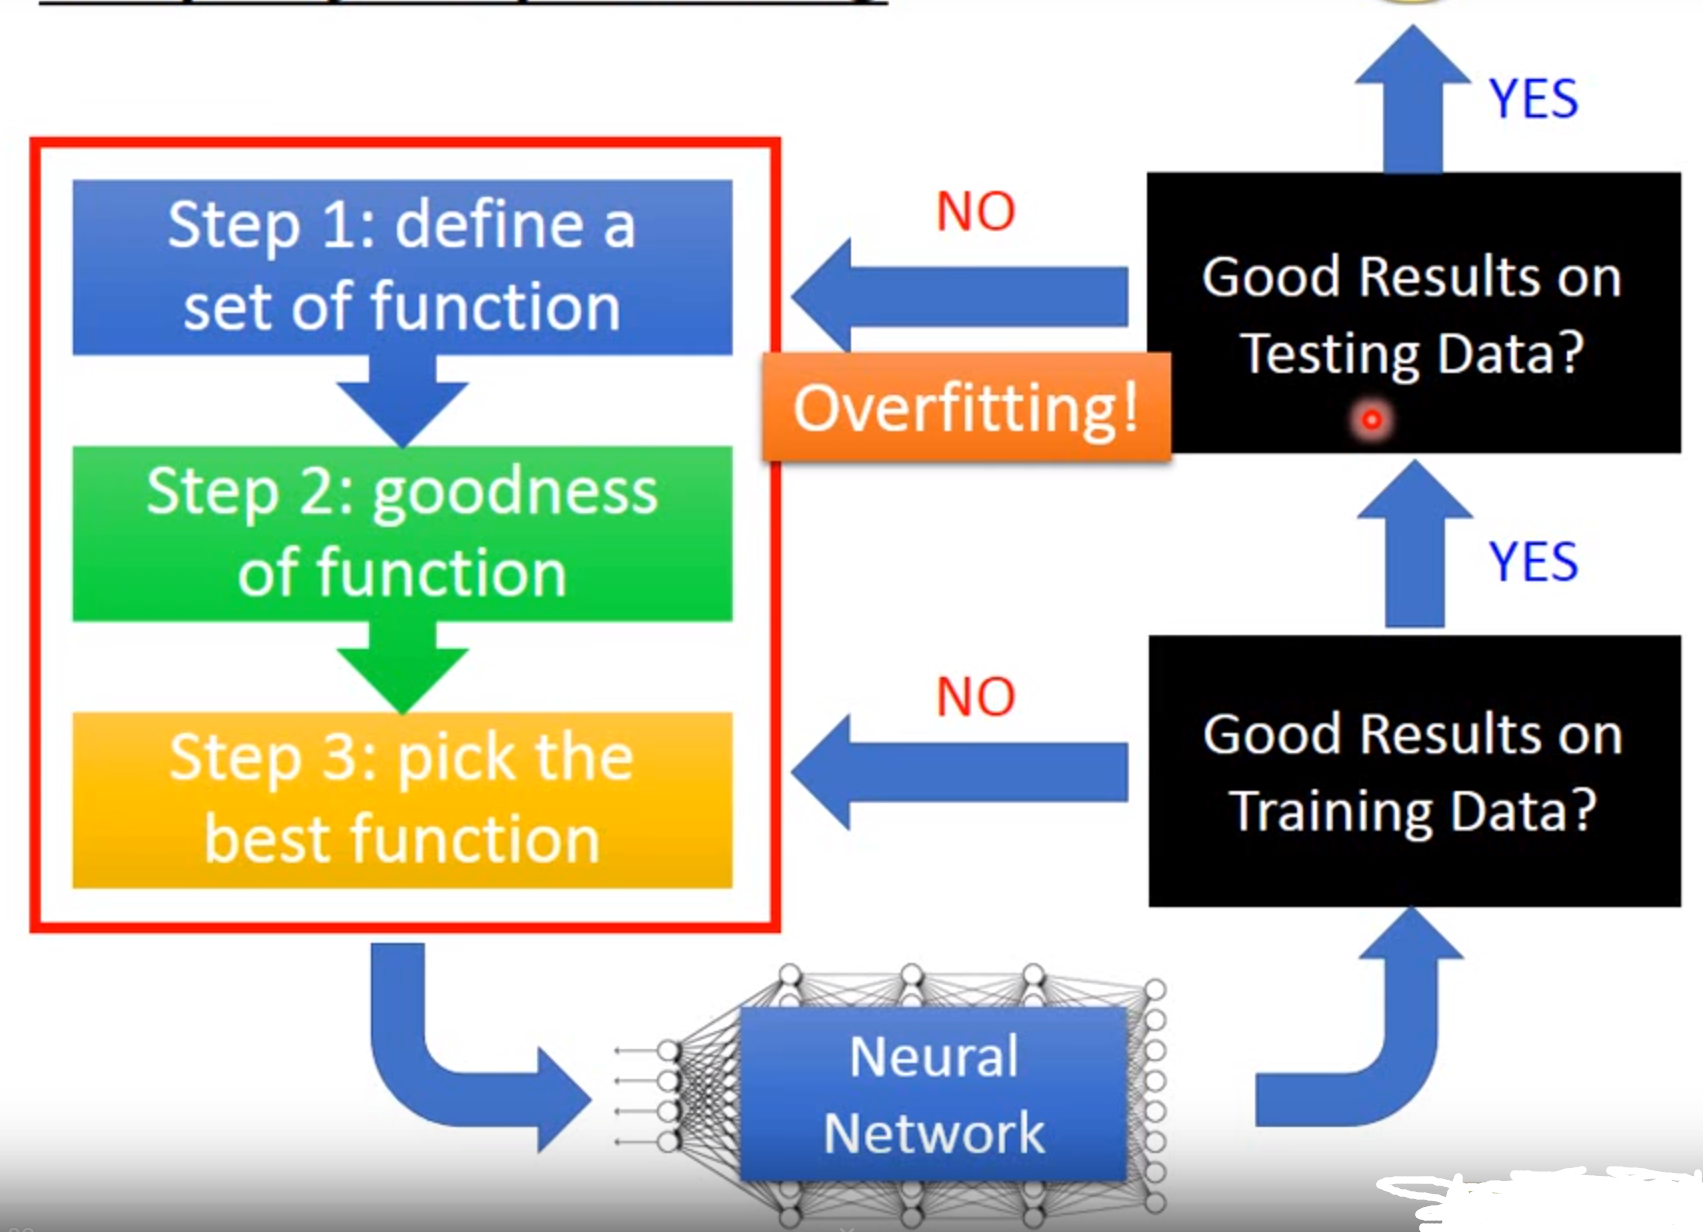 YES
Step 1: define a
set of function
NO
Good Results on
Testing Data?
Overfitting!
Step 2: goodness
of function
YES
Step 3: pick the
best function
NO
Good Results on
Training Data?
Neural
Network